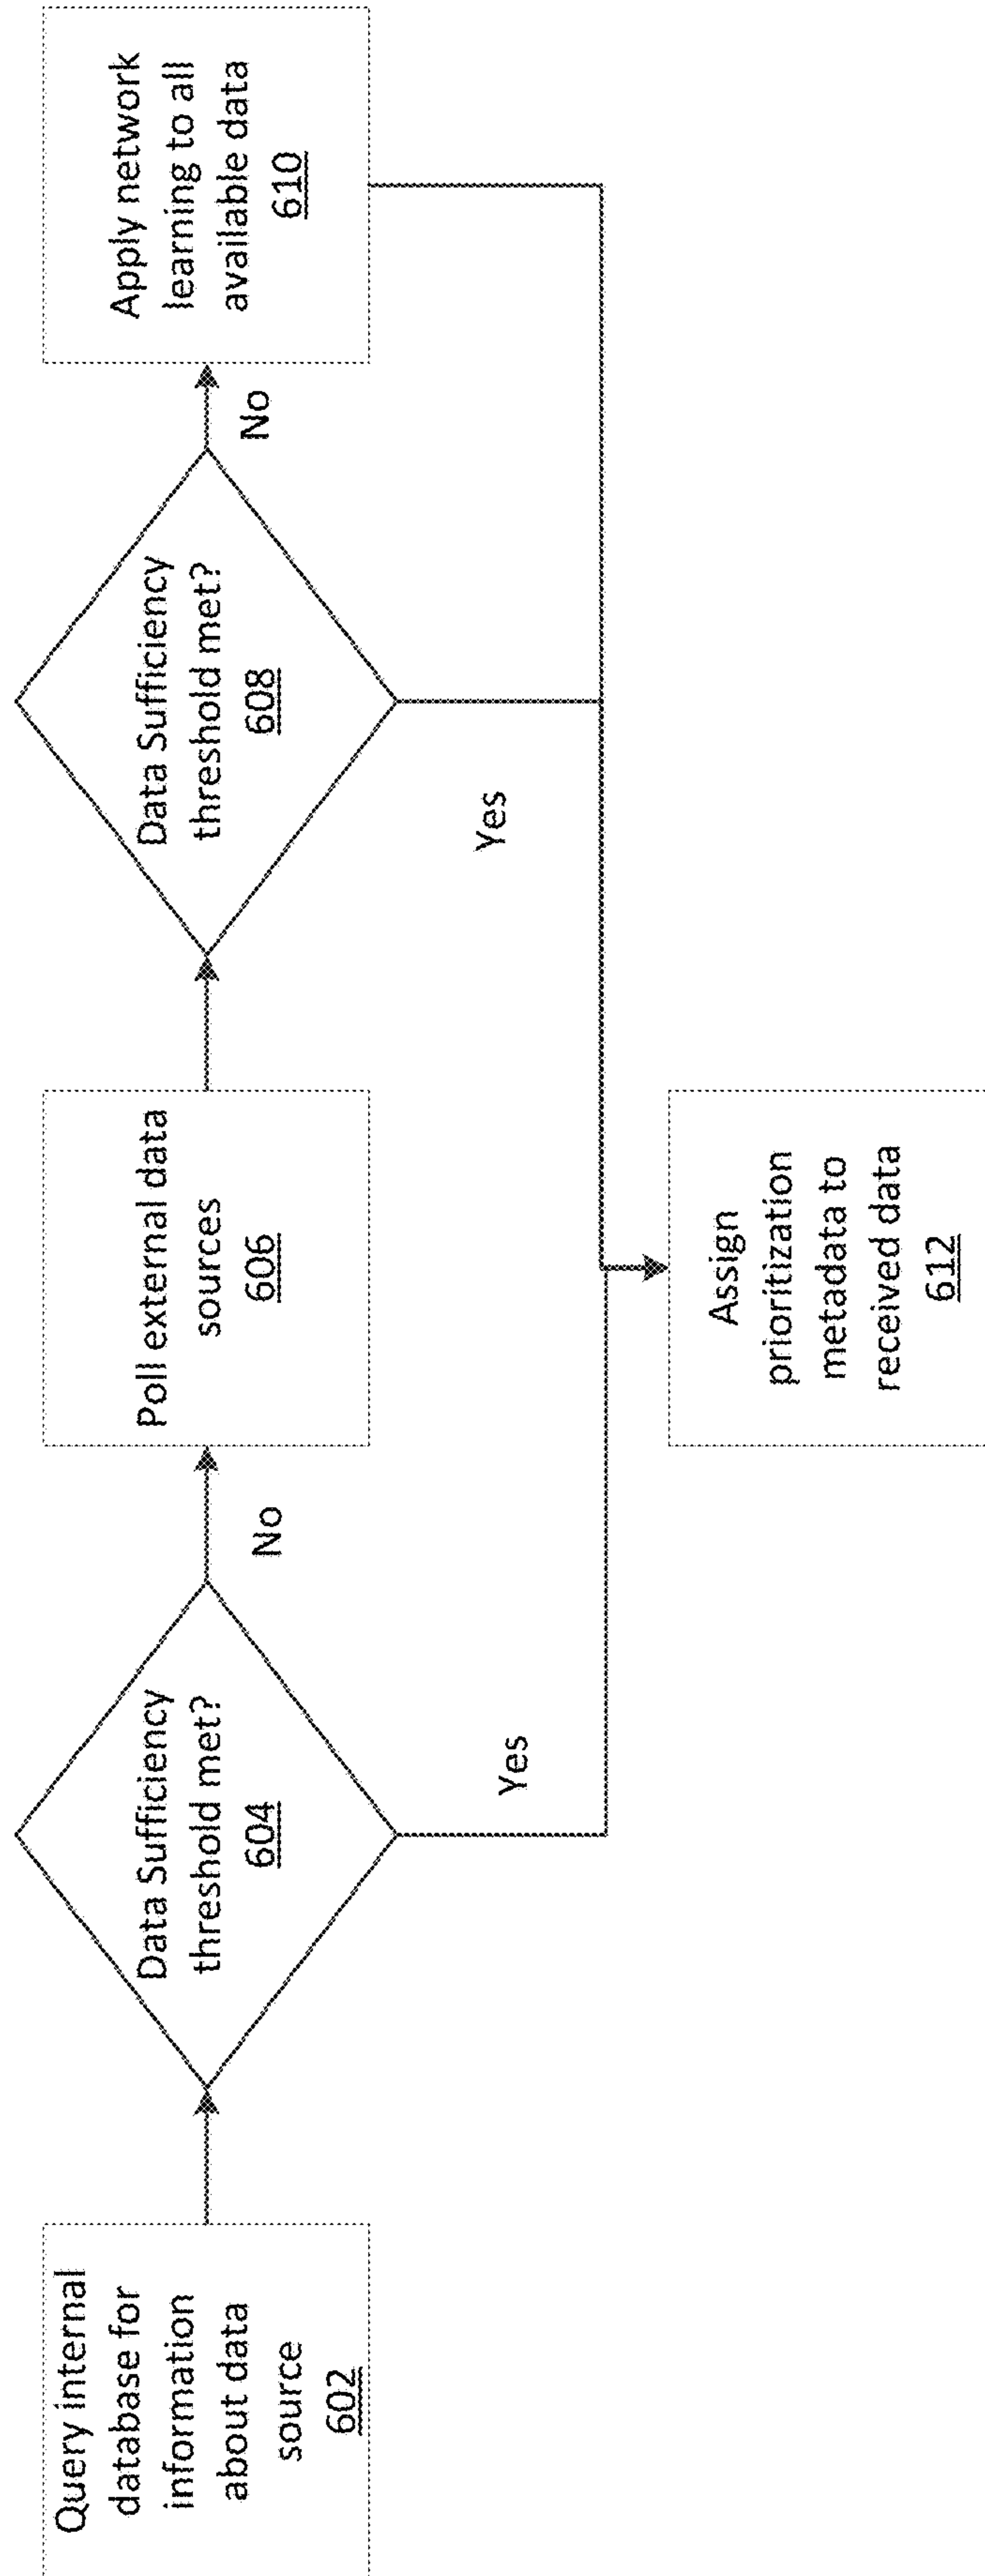 Query internal
database for
information
about data
source
602
Data Sufficiency
threshold met?
604
No
Yes
Poll external data
sources
606
Data Sufficiency
threshold met?
608
No
Yes
Apply network
learning to all
available data
610
Assign
prioritization
metadata to
received data
612